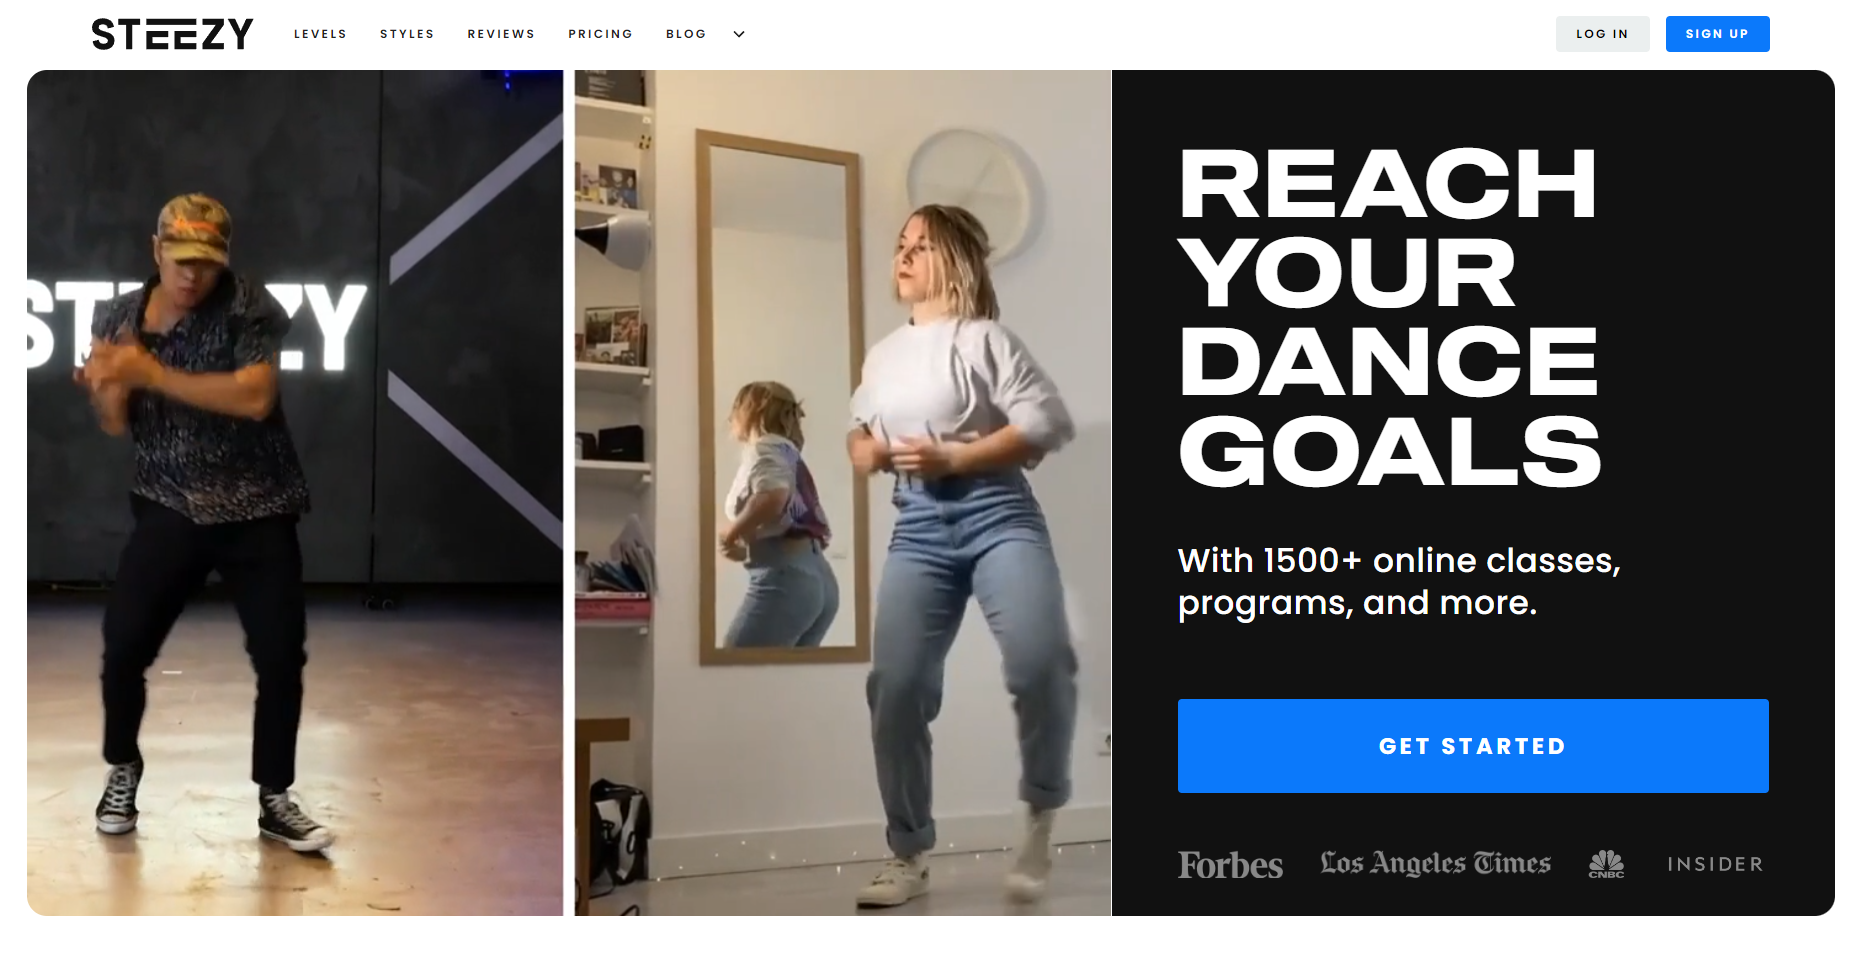 STEEZY
LEVELS
STYLES
REVIEWS
PRICING
BLOG
LOG IN
SIGN UP
REACH
YOUR
DANCE
GOALS
With 1500+ online classes,
programs, and more.
GET STARTED
Forbes
Los Angeles Times
CNBC
INSIDER